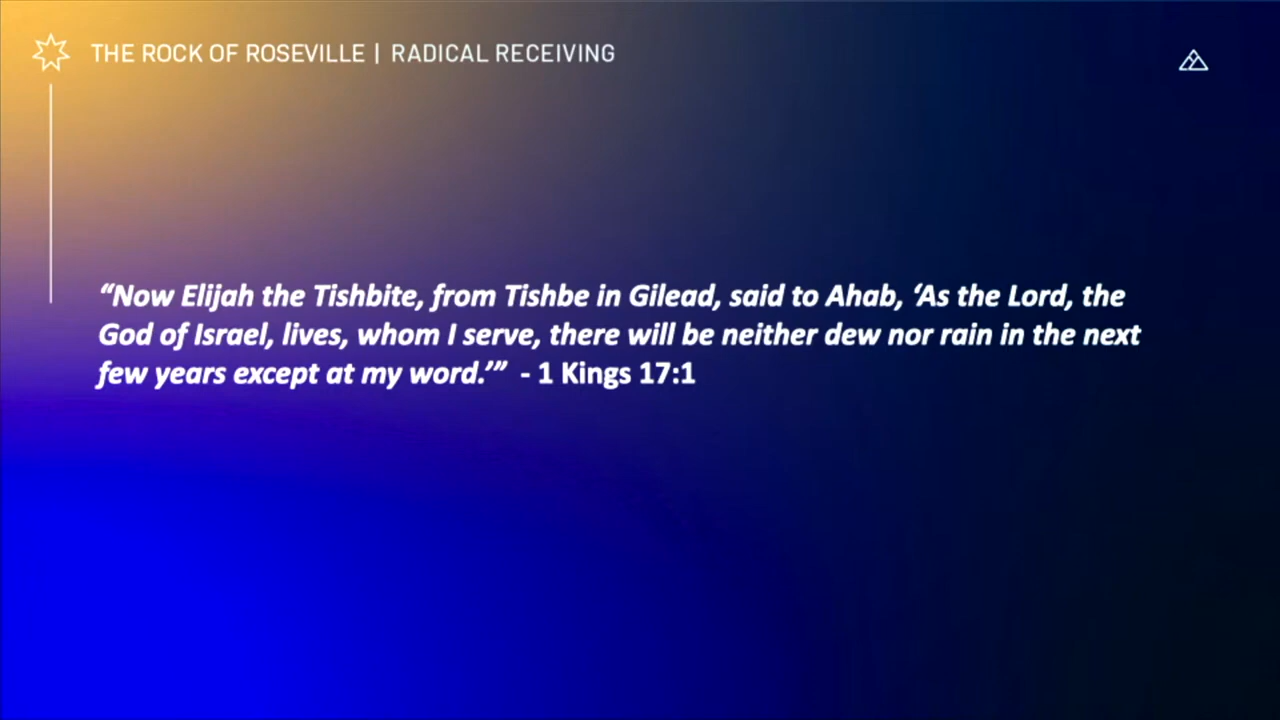 THE ROCK OF ROSEVILLE | RADICAL RECEIVING
“Now Elijah the Tishbite, from Tishbe in Gilead, said to Ahab, ‘As the Lord, the
God of Israel, lives, whom I serve, there will be neither dew nor rain in the next
few years except at my word.’” - 1 Kings 17:1